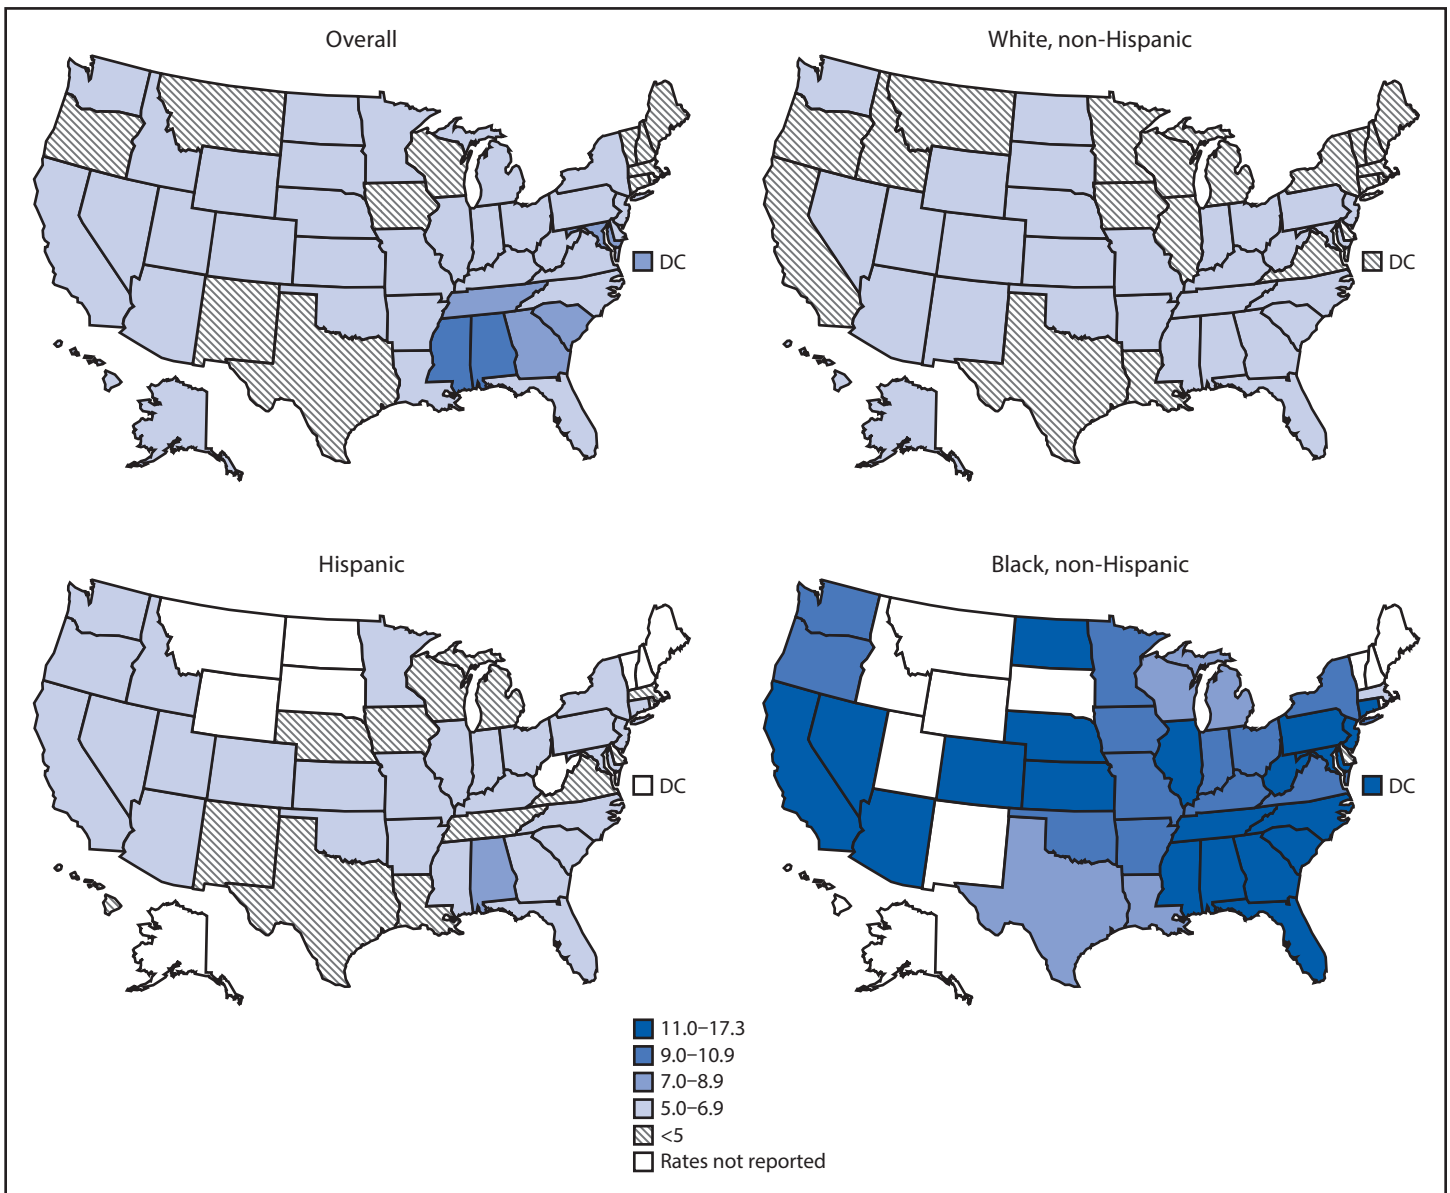 Overall
White, non-Hispanic
DC
DC
Hispanic
Black, non-Hispanic
DC
DC
11.0–17.3
9.0–10.9
7.0–8.9
5.0–6.9
<5
Rates not reported